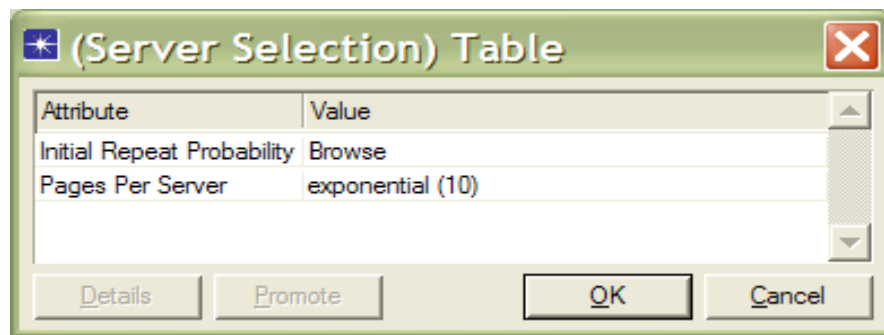 (Server Selection) Table
Attribute Value
Initial Repeat Probability Browse
Pages Per Server exponential (10)
Details Promote OK Cancel